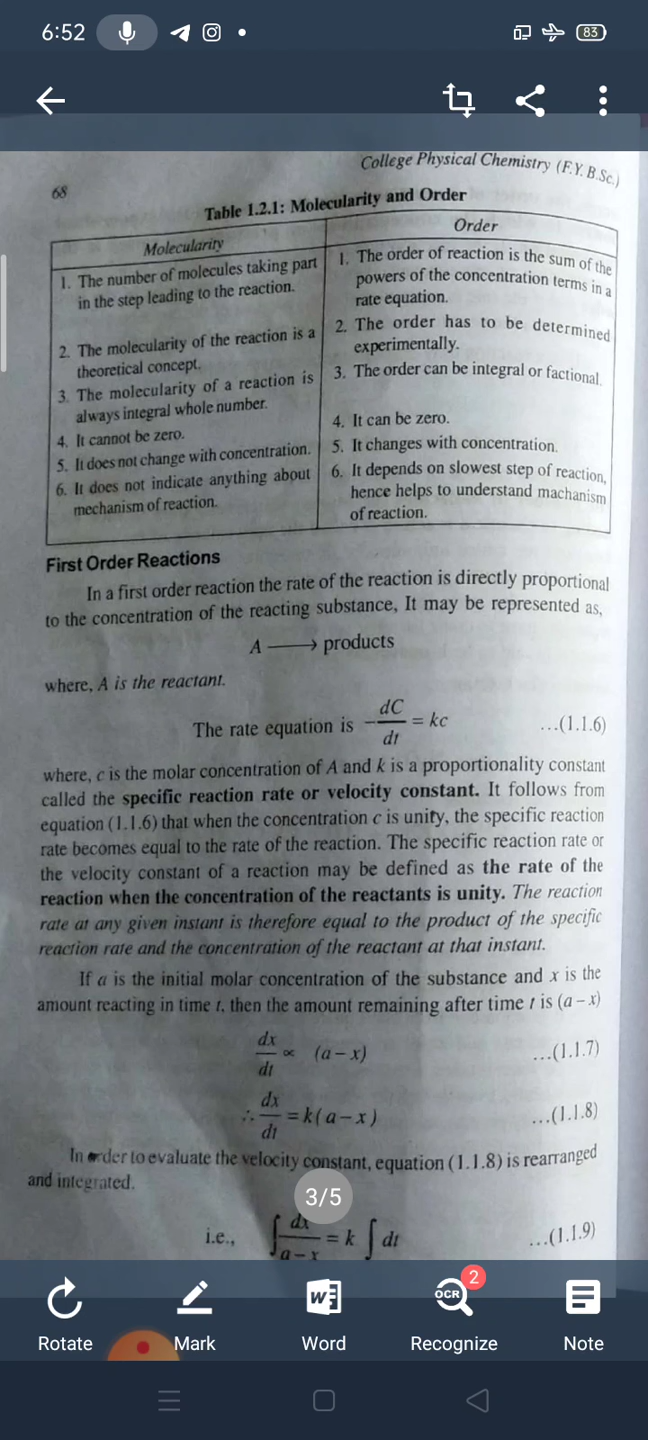 6:52
83
College Physical Chemistry (F.Y. B.Sc.)
68
Table 1.2.1: Molecularity and Order
Molecularity
1. The number of molecules taking part
in the step leading to the reaction.
2. The molecularity of the reaction is a
theoretical concept.
3. The molecularity of a reaction is
always integral whole number.
4. It cannot be zero.
5. It does not change with concentration.
6. It does not indicate anything about
mechanism of reaction.
Order
1. The order of reaction is the sum of the
powers of the concentration terms in a
rate equation.
2. The order has to be determined
experimentally.
3. The order can be integral or factional.
4. It can be zero.
5. It changes with concentration.
6. It depends on slowest step of reaction,
hence helps to understand machanism
of reaction.
First Order Reactions
In a first order reaction the rate of the reaction is directly proportional
to the concentration of the reacting substance, It may be represented as,
A ⟶ products
where, A is the reactant.
The rate equation is −dC/dt = kc ...(1.1.6)
where, c is the molar concentration of A and k is a proportionality constant
called the specific reaction rate or velocity constant. It follows from
equation (1.1.6) that when the concentration c is unity, the specific reaction
rate becomes equal to the rate of the reaction. The specific reaction rate or
the velocity constant of a reaction may be defined as the rate of the
reaction when the concentration of the reactants is unity. The reaction
rate at any given instant is therefore equal to the product of the specific
reaction rate and the concentration of the reactant at that instant.
If a is the initial molar concentration of the substance and x is the
amount reacting in time t, then the amount remaining after time t is (a − x)
dx/dt ∝ (a − x) ...(1.1.7)
∴ dx/dt = k( a − x ) ...(1.1.8)
In order to evaluate the velocity constant, equation (1.1.8) is rearranged
and integrated.
3/5
i.e., ∫ dx/a − x = k ∫ dt ...(1.1.9)
OCR
2
W
Rotate
Mark
Word
Recognize
Note